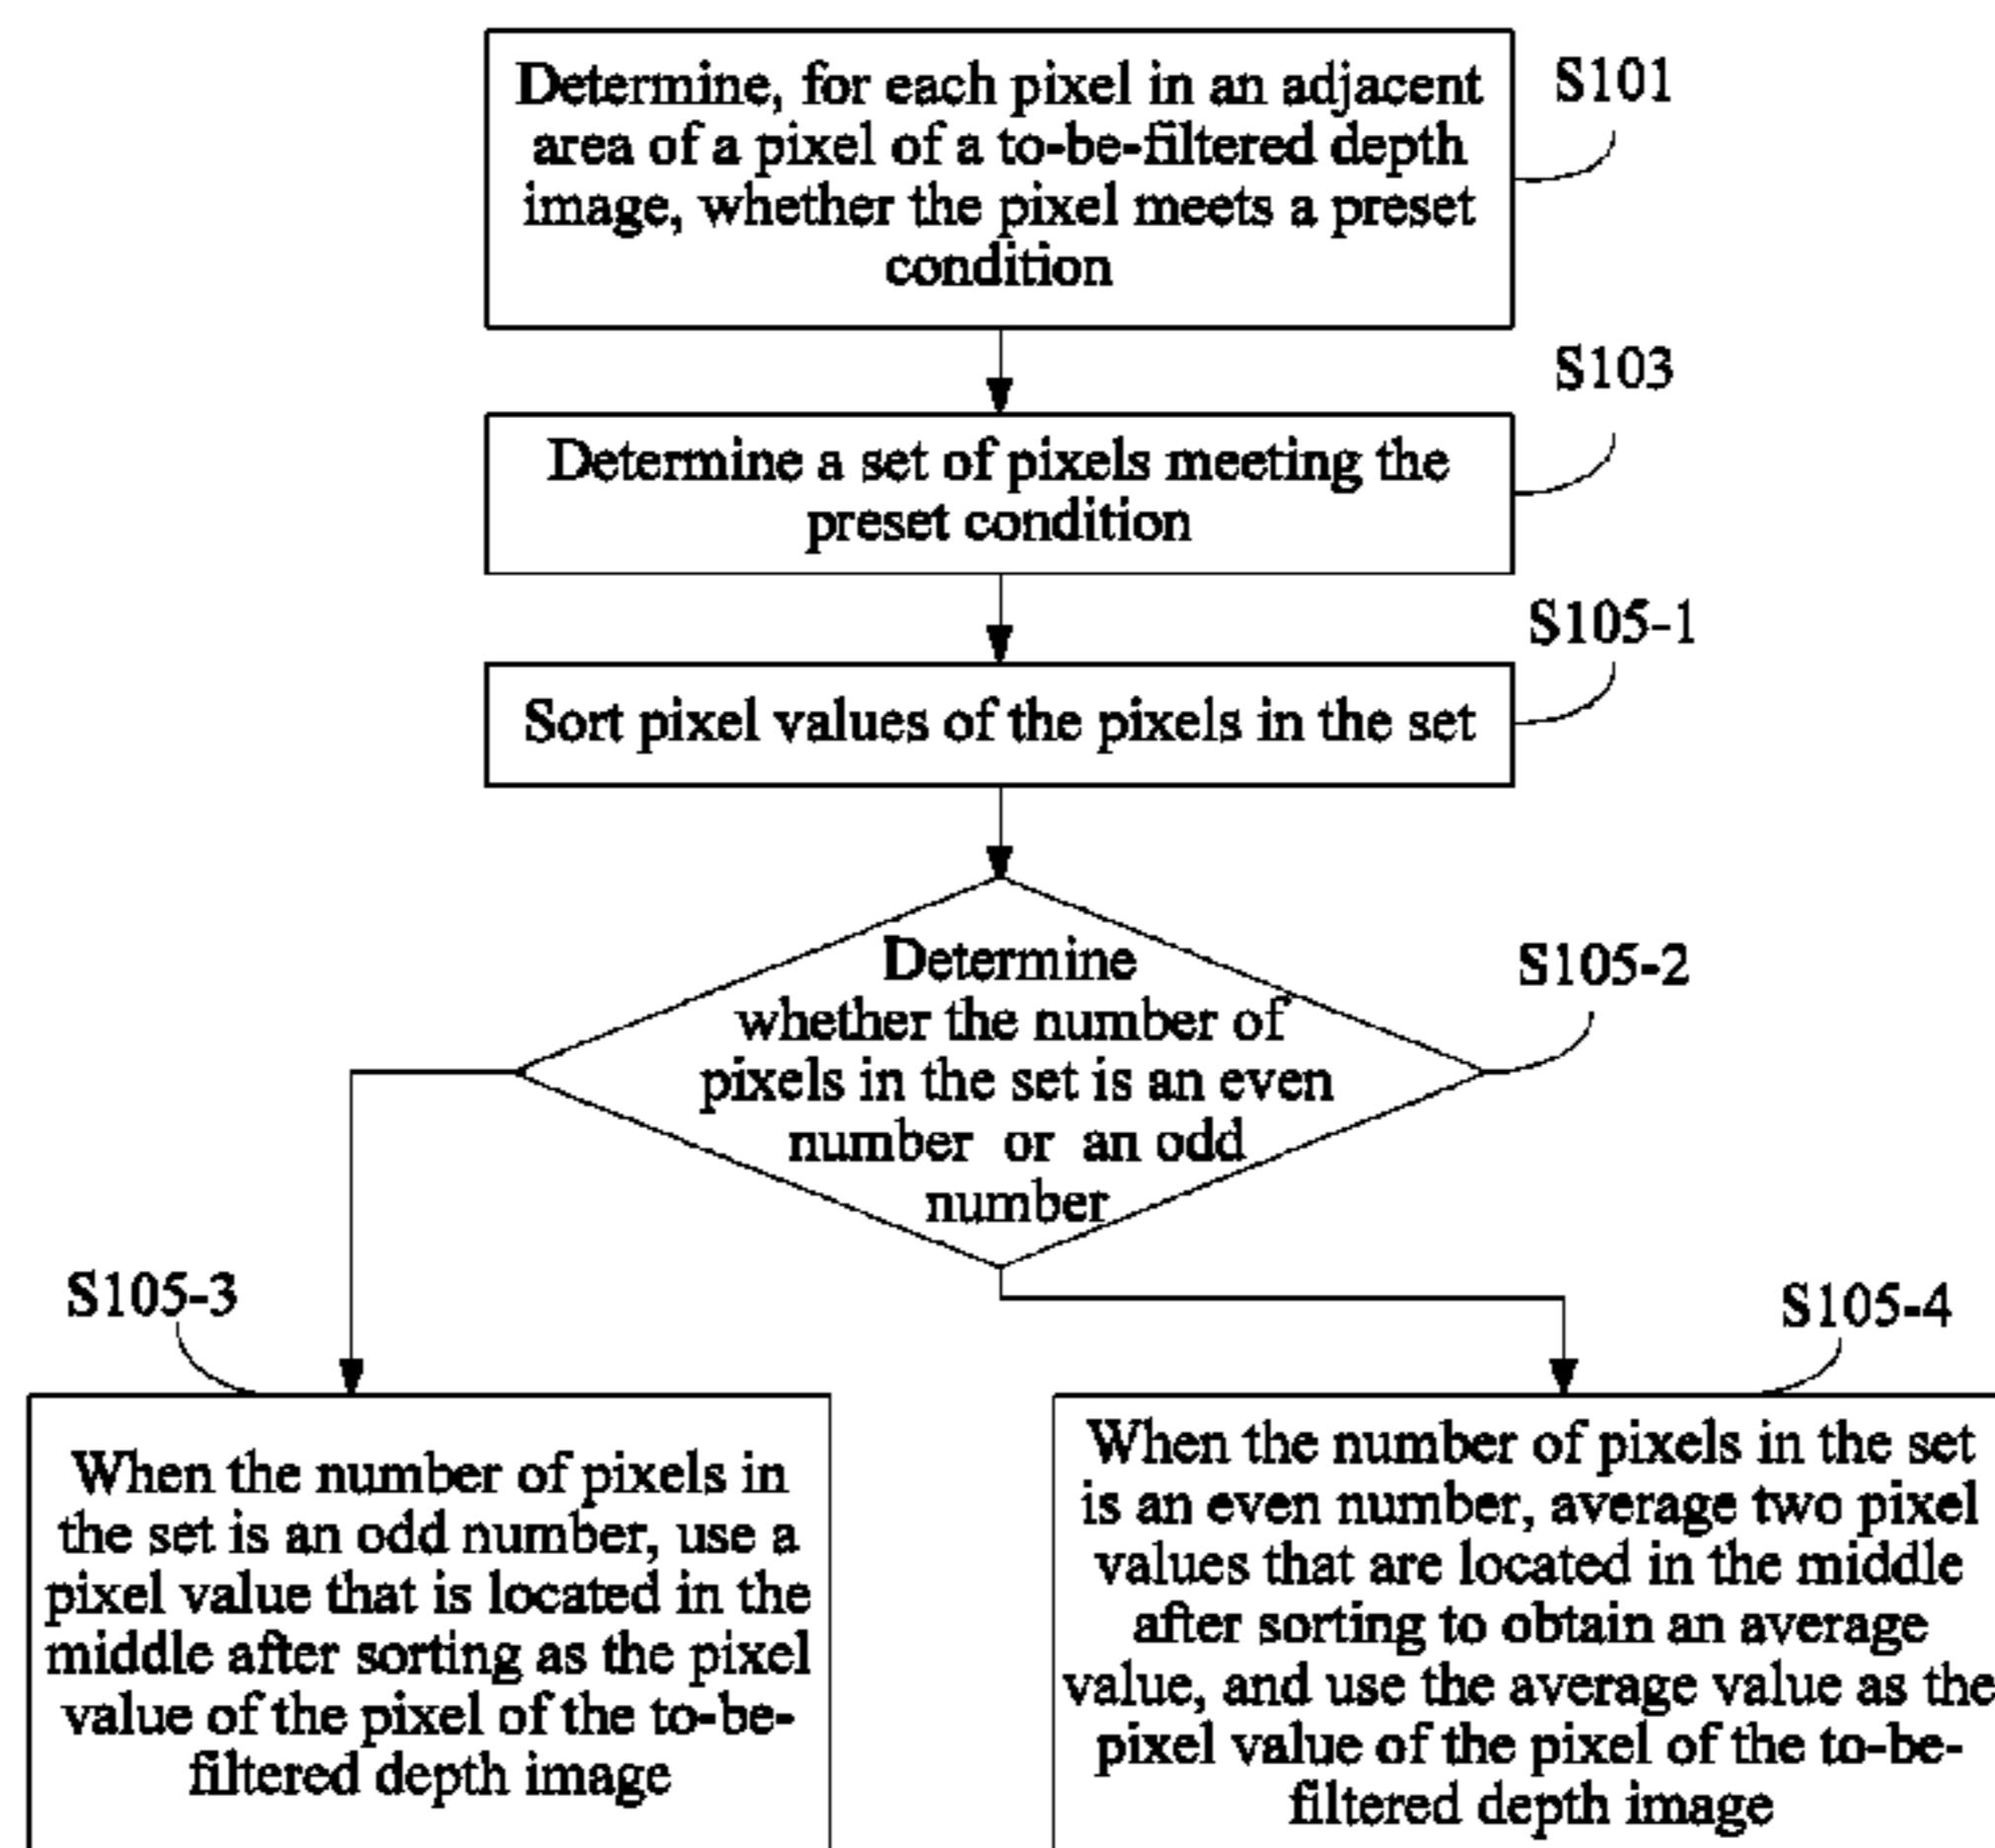 Determine, for each pixel in an adjacent
area of a pixel of a to-be-filtered depth
image, whether the pixel meets a preset
condition
S101
Determine a set of pixels meeting the
preset condition
S103
Sort pixel values of the pixels in the set
S105-1
Determine
whether the number of
pixels in the set is an even
number or an odd
number
S105-2
S105-3
When the number of pixels in
the set is an odd number, use a
pixel value that is located in the
middle after sorting as the pixel
value of the pixel of the to-be-
filtered depth image
S105-4
When the number of pixels in the set
is an even number, average two pixel
values that are located in the middle
after sorting to obtain an average
value, and use the average value as the
pixel value of the pixel of the to-be-
filtered depth image